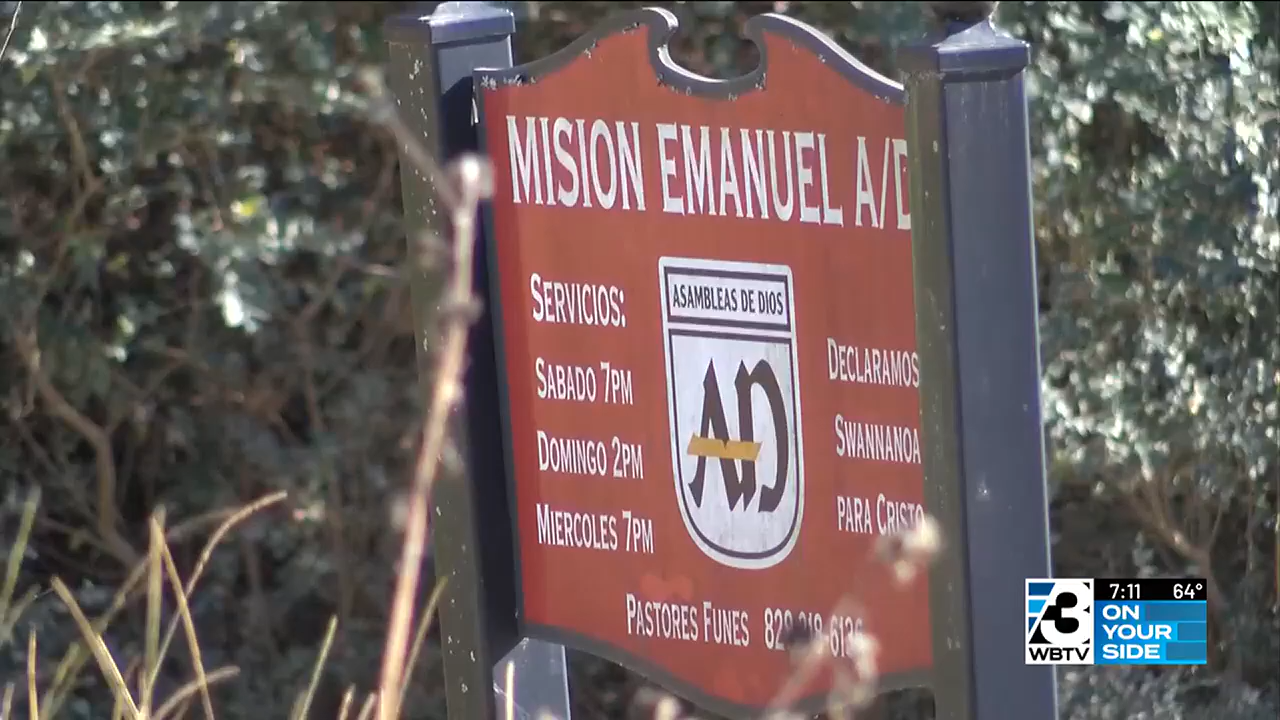 MISION EMANUEL A/D
ASAMBLEAS DE DIOS
AD
SERVICIOS:
SABADO 7PM
DOMINGO 2PM
MIERCOLES 7PM
DECLARAMOS
SWANNANOA
PARA CRISTO
PASTORES FUNES
3
WBTV
7:11 64°
ON
YOUR
SIDE